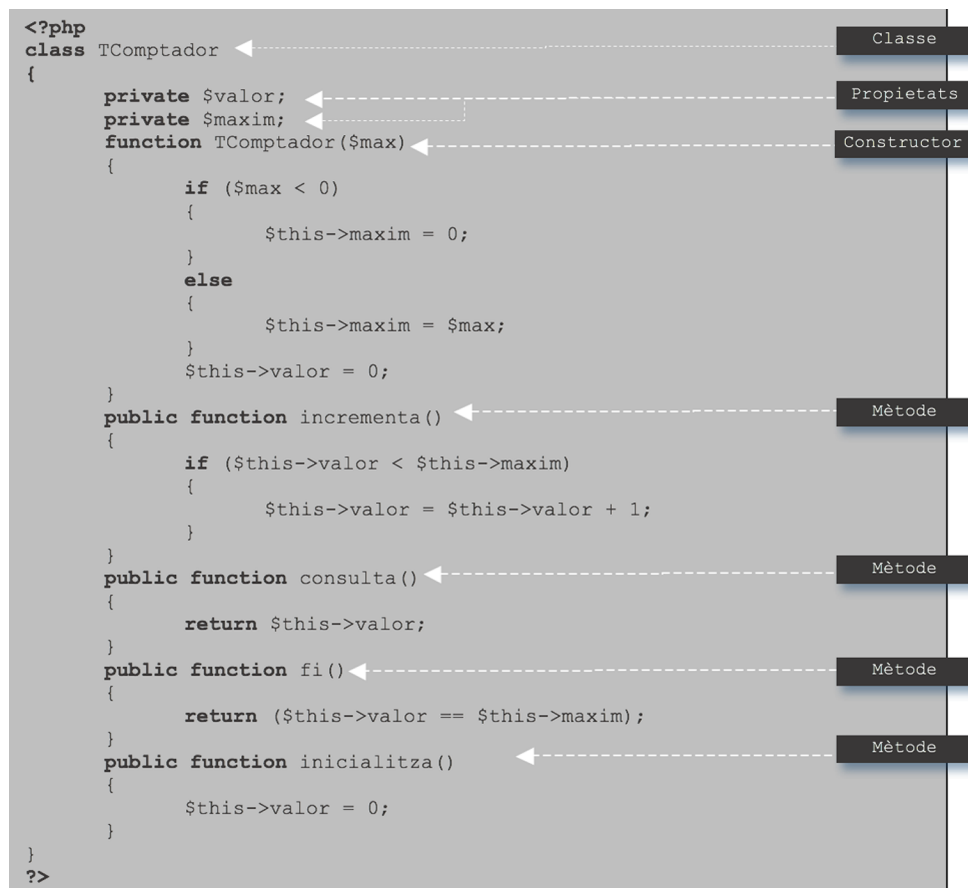 <?php
class TComptador
Classe
{
private $valor;
Propietats
private $maxim;
function TComptador($max)
Constructor
{
if ($max < 0)
{
$this->maxim = 0;
}
else
{
$this->maxim = $max;
}
$this->valor = 0;
}
public function incrementa()
Mètode
{
if ($this->valor < $this->maxim)
{
$this->valor = $this->valor + 1;
}
}
public function consulta()
Mètode
{
return $this->valor;
}
public function fi()
Mètode
{
return ($this->valor == $this->maxim);
}
public function inicialitza()
Mètode
{
$this->valor = 0;
}
}
?>